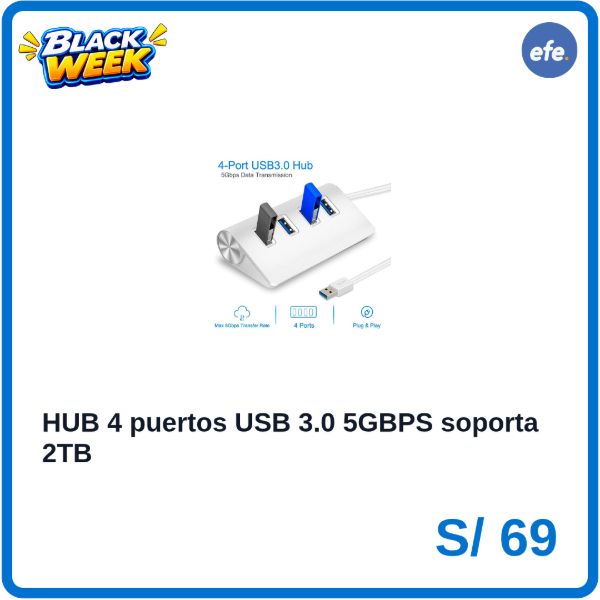 BLACK
WEEK
efe.
4-Port USB3.0 Hub
5Gbps Data Transmission
Max 5Gbps Transfer Rate
4 Ports
Plug & Play
HUB 4 puertos USB 3.0 5GBPS soporta
2TB
S/ 69